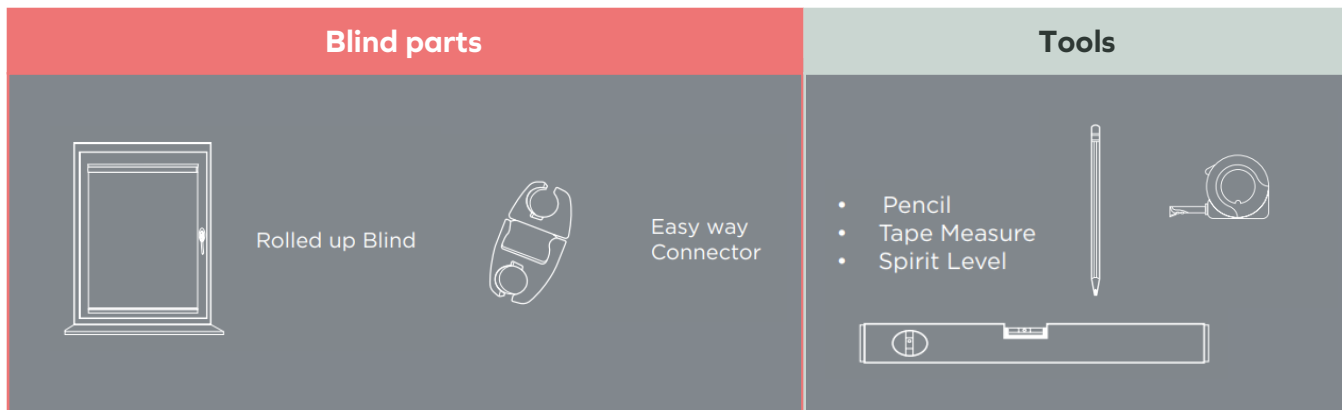 Blind parts
Tools
Rolled up Blind
Easy way
Connector
• Pencil
• Tape Measure
• Spirit Level